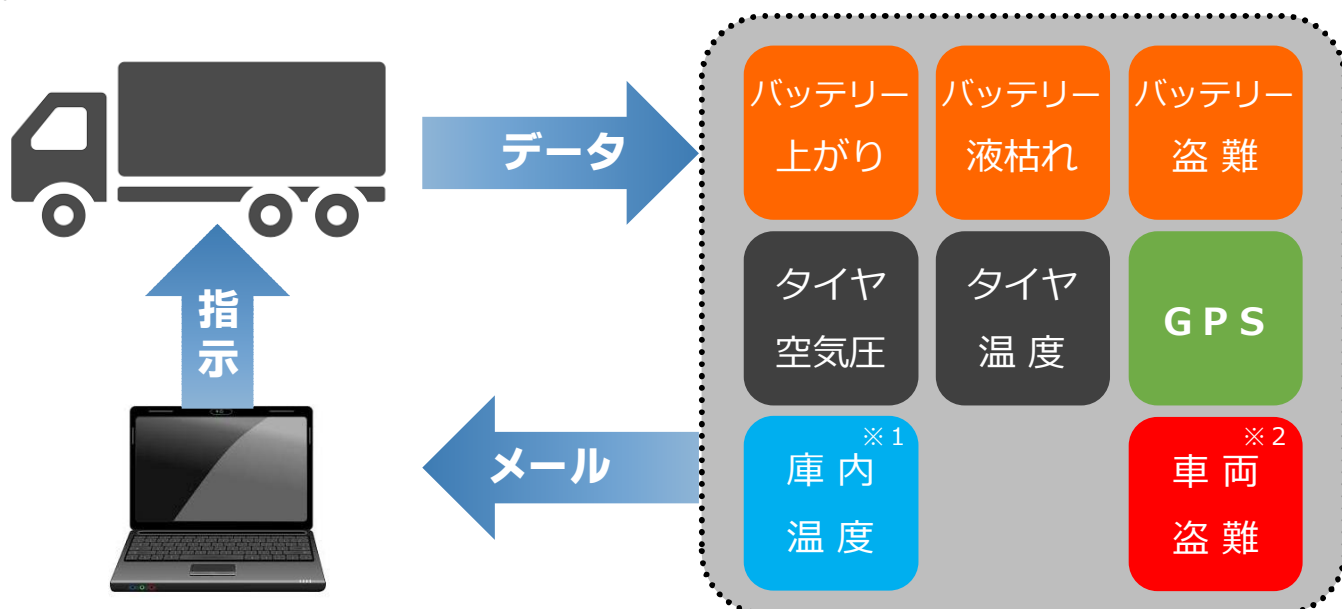 データ
指
示
メール
バッテリー
上がり
バッテリー
液枯れ
バッテリー
盗 難
タイヤ
空気圧
タイヤ
温 度
GPS
※1
庫 内
温 度
※2
車 両
盗 難